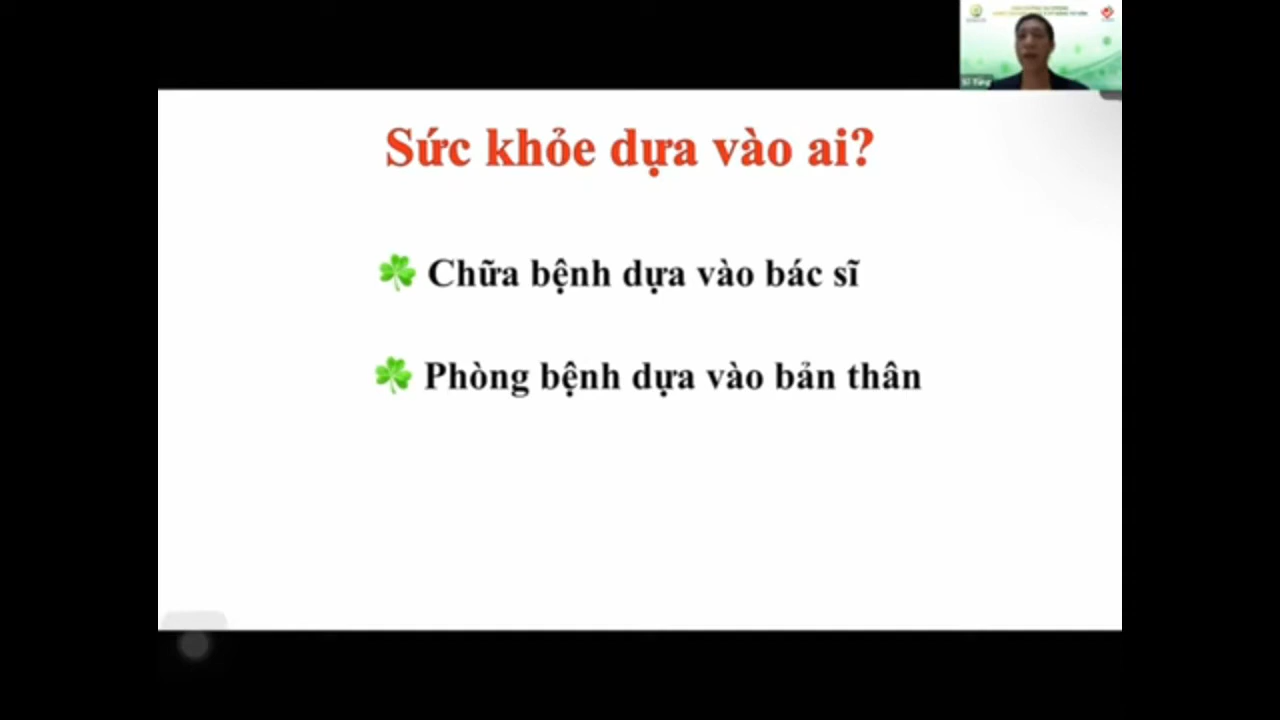 Sức khỏe dựa vào ai?
Chữa bệnh dựa vào bác sĩ
Phòng bệnh dựa vào bản thân